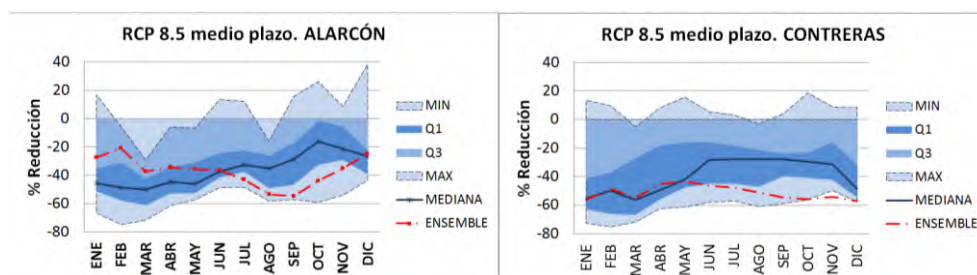 RCP 8.5 medio plazo. ALARCÓN
% Reducción
40
20
0
-20
-40
-60
-80
ENE
FEB
MAR
ABR
MAY
JUN
JUL
AGO
SEP
OCT
NOV
DIC
MIN
Q1
Q3
MAX
MEDIANA
ENSEMBLE
RCP 8.5 medio plazo. CONTRERAS
% Reducción
40
20
0
-20
-40
-60
-80
ENE
FEB
MAR
ABR
MAY
JUN
JUL
AGO
SEP
OCT
NOV
DIC
MIN
Q1
Q3
MAX
MEDIANA
ENSEMBLE